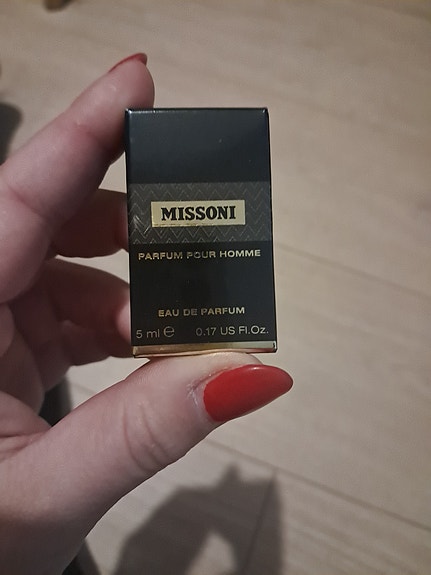 MISSONI
PARFUM POUR HOMME
EAU DE PARFUM
5 ml ℮ 0.17 US Fl.Oz.